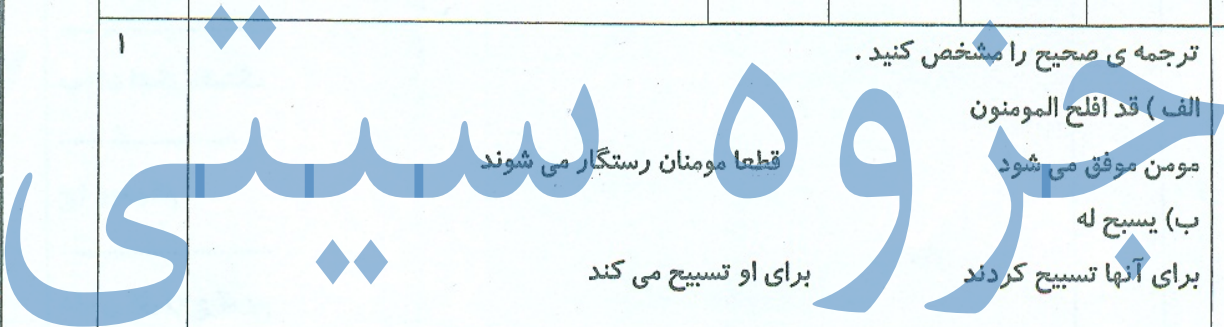 ترجمه ی صحیح را مشخص کنید .
۱
الف ) قد افلح المومنون
مومن موفق می شود قطعا مومنان رستگار می شوند
ب) یسبح له
برای آنها تسبیح کردند برای او تسبیح می کند
جزوه سیتی